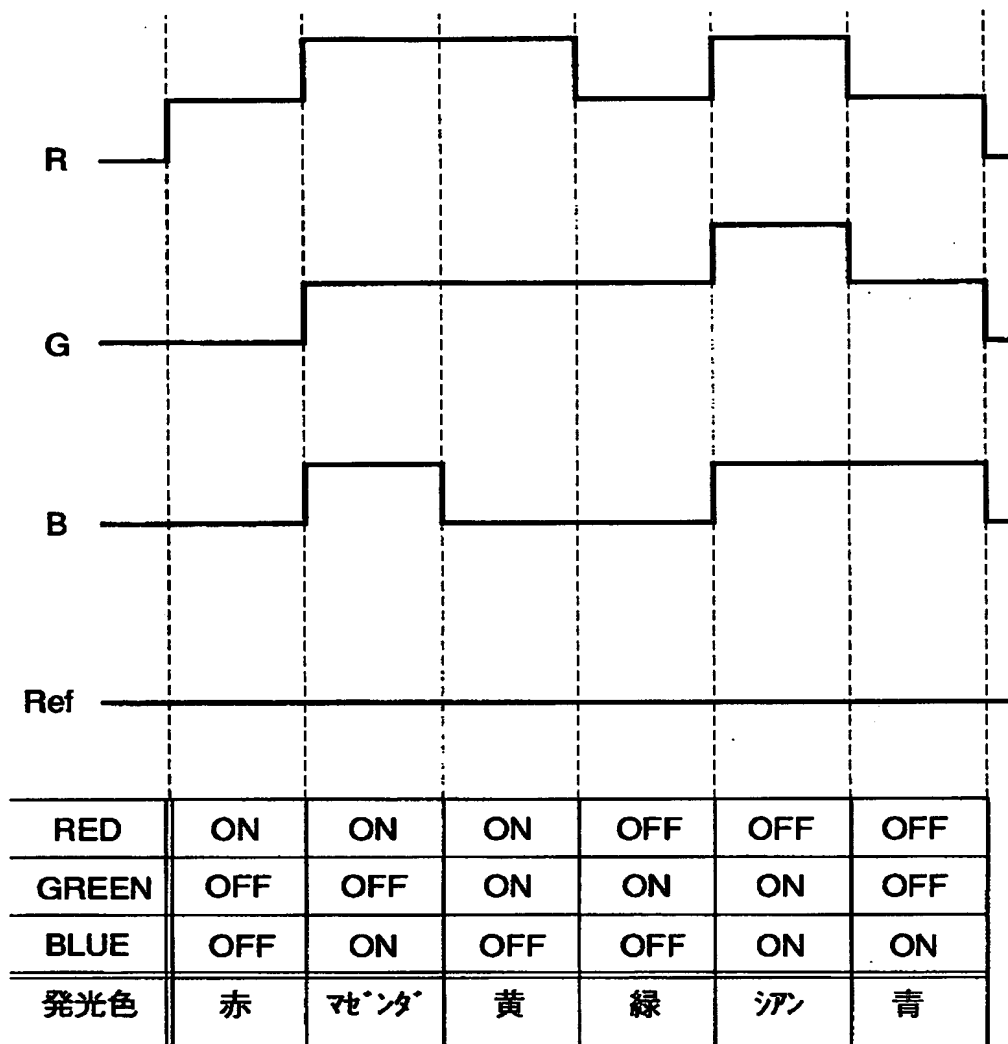 R
G
B
Ref
RED ON ON ON OFF OFF OFF
GREEN OFF OFF ON ON ON OFF
BLUE OFF ON OFF OFF ON ON
発光色 赤 ﾏｾﾞﾝﾀﾞ 黄 緑 ｼｱﾝ 青